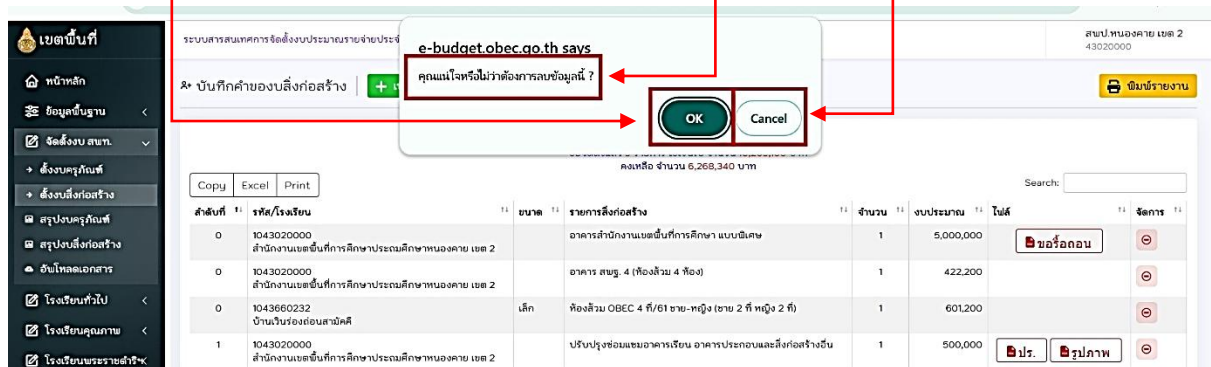 เขตพื้นที่
ระบบสารสนเทศการจัดตั้งงบประมาณรายจ่ายประจำ
สพป.หนองคาย เขต 2
43020000
e-budget.obec.go.th says
คุณแน่ใจหรือไม่ว่าต้องการลบข้อมูลนี้ ?
OK
Cancel
หน้าหลัก
บันทึกคำของบสิ่งก่อสร้าง
พิมพ์รายงาน
ข้อมูลพื้นฐาน
จัดตั้งงบ สพท.
ตั้งงบครุภัณฑ์
ตั้งงบสิ่งก่อสร้าง
สรุปงบครุภัณฑ์
สรุปงบสิ่งก่อสร้าง
อัปโหลดเอกสาร
โรงเรียนทั่วไป
โรงเรียนคุณภาพ
โรงเรียนพระราชดำริฯ
คงเหลือ จำนวน 6,268,340 บาท
Copy Excel Print
Search:
ลำดับที่ รหัส/โรงเรียน ขนาด รายการสิ่งก่อสร้าง จำนวน งบประมาณ ไฟล์ จัดการ
0 1043020000 อาคารสำนักงานเขตพื้นที่การศึกษา แบบพิเศษ 1 5,000,000 ขอรื้อถอน
สำนักงานเขตพื้นที่การศึกษาประถมศึกษาหนองคาย เขต 2
0 1043020000 อาคาร สพฐ. 4 (ห้องส้วม 4 ห้อง) 1 422,200
สำนักงานเขตพื้นที่การศึกษาประถมศึกษาหนองคาย เขต 2
0 1043660232 เล็ก ห้องส้วม OBEC 4 ที่/61 ชาย-หญิง (ชาย 2 ที่ หญิง 2 ที่) 1 601,200
บ้านเวินร่องก่อนสามัคคี
1 1043020000 ปรับปรุงซ่อมแซมอาคารเรียน อาคารประกอบและสิ่งก่อสร้างอื่น 1 500,000 ปร. รูปภาพ
สำนักงานเขตพื้นที่การศึกษาประถมศึกษาหนองคาย เขต 2